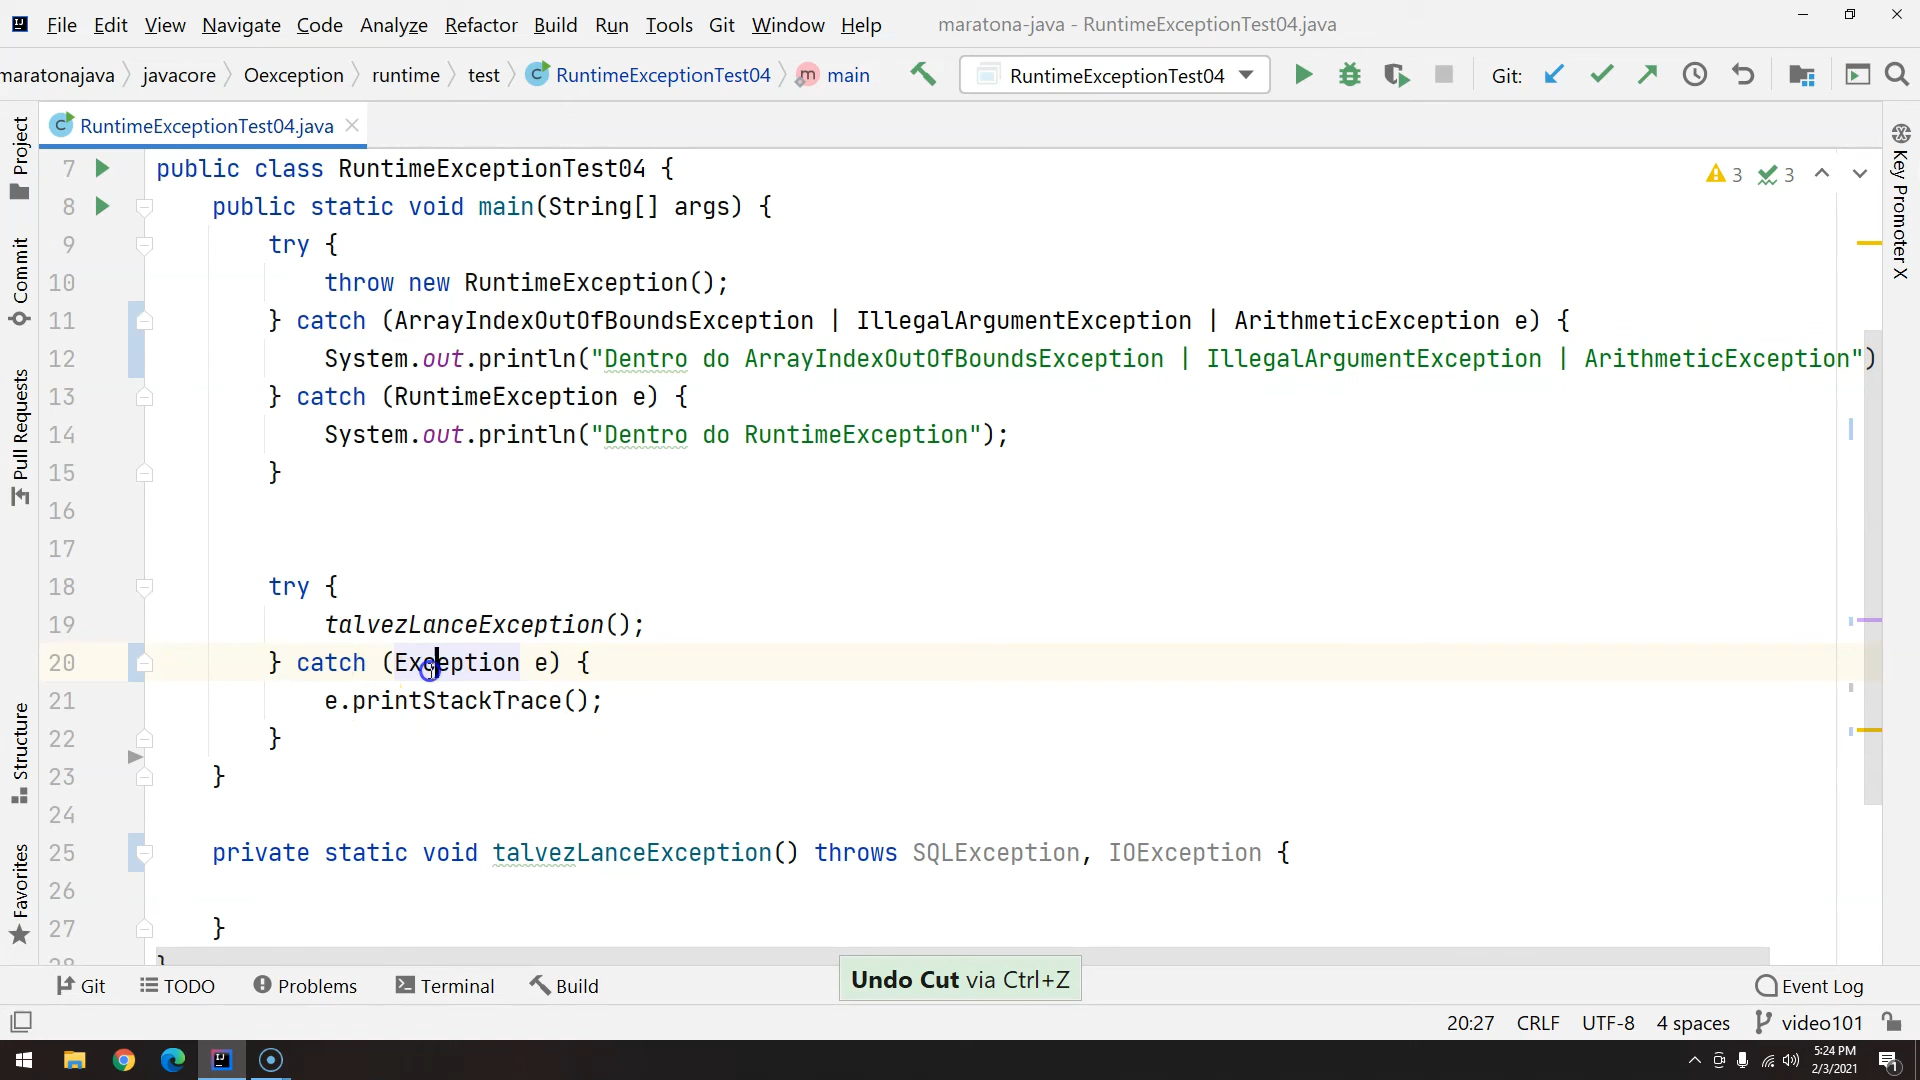 File Edit View Navigate Code Analyze Refactor Build Run Tools Git Window Help maratona-java - RuntimeExceptionTest04.java
maratonajava javacore Oexception runtime test RuntimeExceptionTest04 main RuntimeExceptionTest04 Git:
RuntimeExceptionTest04.java
Project
Commit
Pull Requests
Structure
Favorites
Key Promoter X
3 3
7 public class RuntimeExceptionTest04 {
8 public static void main(String[] args) {
9 try {
10 throw new RuntimeException();
11 } catch (ArrayIndexOutOfBoundsException | IllegalArgumentException | ArithmeticException e) {
12 System.out.println("Dentro do ArrayIndexOutOfBoundsException | IllegalArgumentException | ArithmeticException")
13 } catch (RuntimeException e) {
14 System.out.println("Dentro do RuntimeException");
15 }
16
17
18 try {
19 talvezLanceException();
20 } catch (Exception e) {
21 e.printStackTrace();
22 }
23 }
24
25 private static void talvezLanceException() throws SQLException, IOException {
26
27 }
28 }
Undo Cut via Ctrl+Z
Git TODO Problems Terminal Build Event Log
20:27 CRLF UTF-8 4 spaces video101
5:24 PM
2/3/2021
1